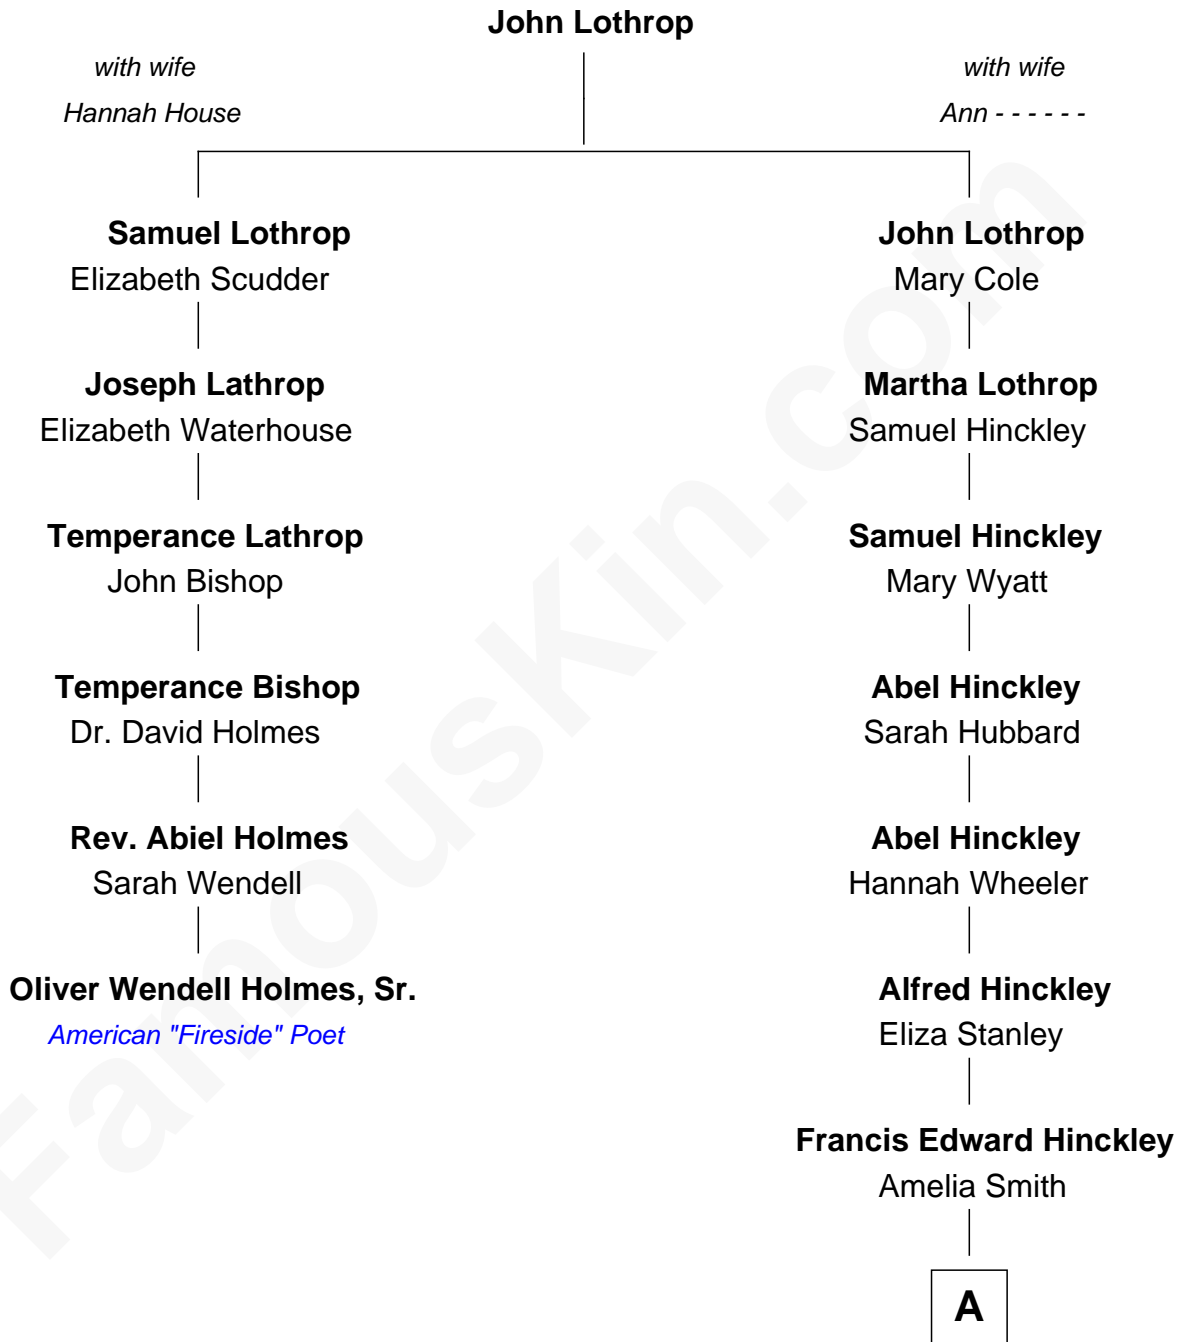 John Lothrop
with wife
Hannah House
with wife
Ann - - - - - -
Samuel Lothrop
Elizabeth Scudder
John Lothrop
Mary Cole
Joseph Lathrop
Elizabeth Waterhouse
Martha Lothrop
Samuel Hinckley
Temperance Lathrop
John Bishop
Samuel Hinckley
Mary Wyatt
Temperance Bishop
Dr. David Holmes
Abel Hinckley
Sarah Hubbard
Rev. Abiel Holmes
Sarah Wendell
Abel Hinckley
Hannah Wheeler
Oliver Wendell Holmes, Sr.
American "Fireside" Poet
Alfred Hinckley
Eliza Stanley
Francis Edward Hinckley
Amelia Smith
A
FamousKin.com